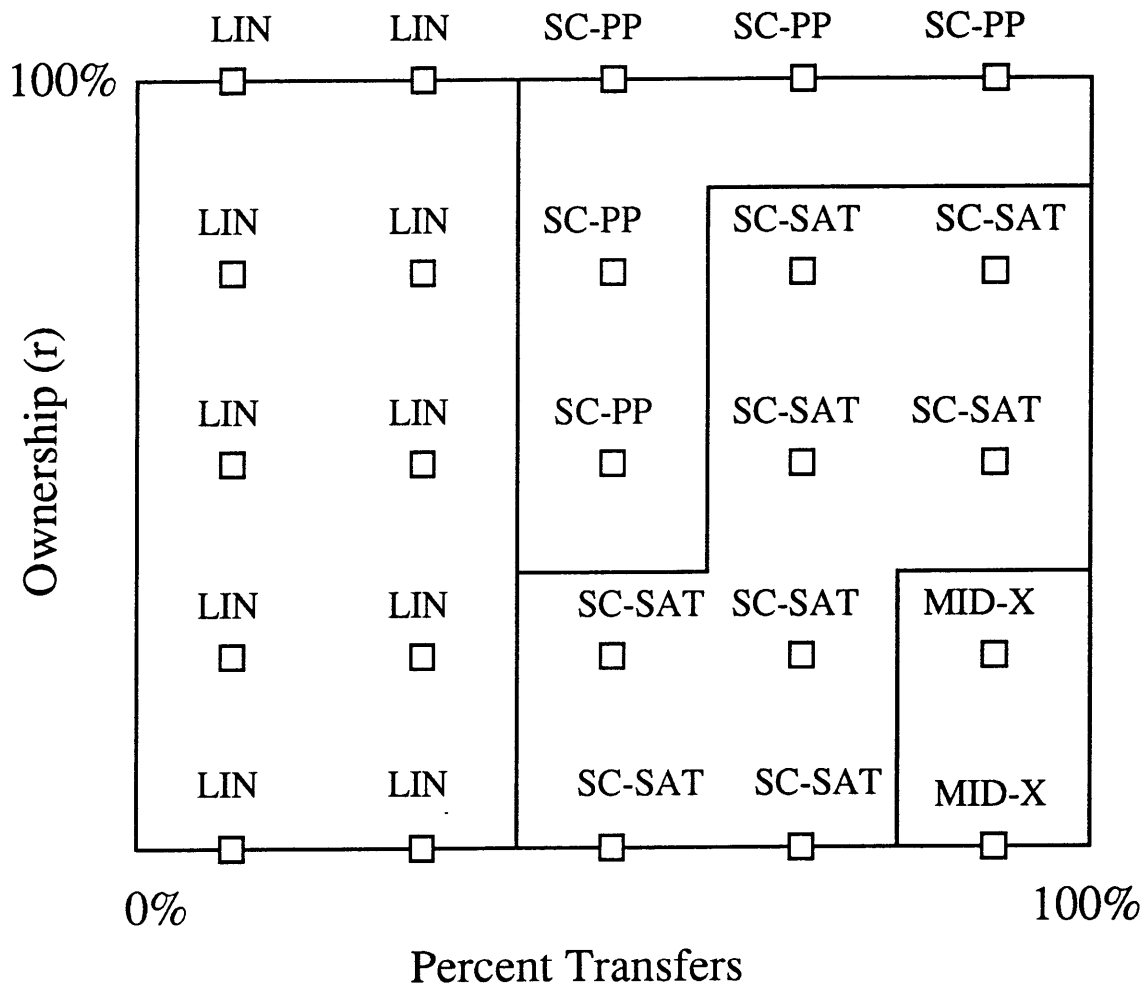 LIN LIN SC-PP SC-PP SC-PP
100%
LIN LIN SC-PP SC-SAT SC-SAT
Ownership (r)
LIN LIN SC-PP SC-SAT SC-SAT
LIN LIN SC-SAT SC-SAT MID-X
LIN LIN SC-SAT SC-SAT MID-X
0% 100%
Percent Transfers